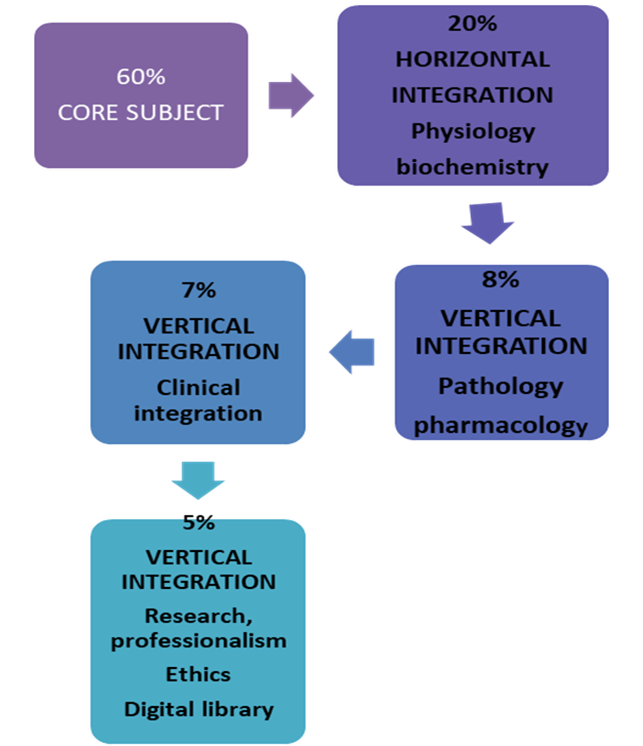 60%
CORE SUBJECT
20%
HORIZONTAL
INTEGRATION
Physiology
biochemistry
8%
VERTICAL
INTEGRATION
Pathology
pharmacology
7%
VERTICAL
INTEGRATION
Clinical
integration
5%
VERTICAL
INTEGRATION
Research,
professionalism
Ethics
Digital library